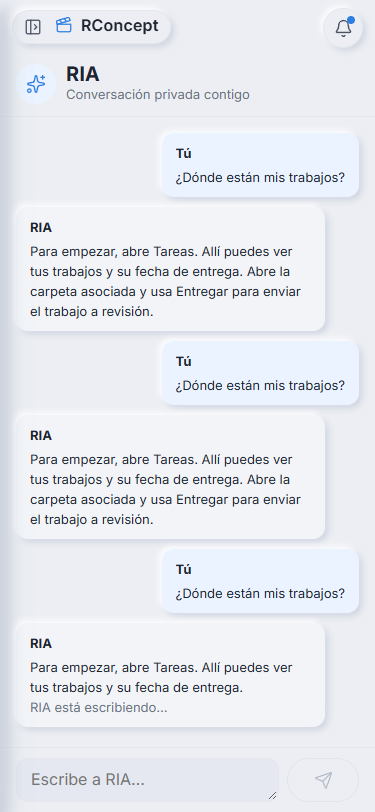 RConcept
RIA
Conversación privada contigo
Tú
¿Dónde están mis trabajos?
RIA
Para empezar, abre Tareas. Allí puedes ver
tus trabajos y su fecha de entrega. Abre la
carpeta asociada y usa Entregar para enviar
el trabajo a revisión.
Tú
¿Dónde están mis trabajos?
RIA
Para empezar, abre Tareas. Allí puedes ver
tus trabajos y su fecha de entrega. Abre la
carpeta asociada y usa Entregar para enviar
el trabajo a revisión.
Tú
¿Dónde están mis trabajos?
RIA
Para empezar, abre Tareas. Allí puedes ver
tus trabajos y su fecha de entrega.
RIA está escribiendo...
Escribe a RIA...